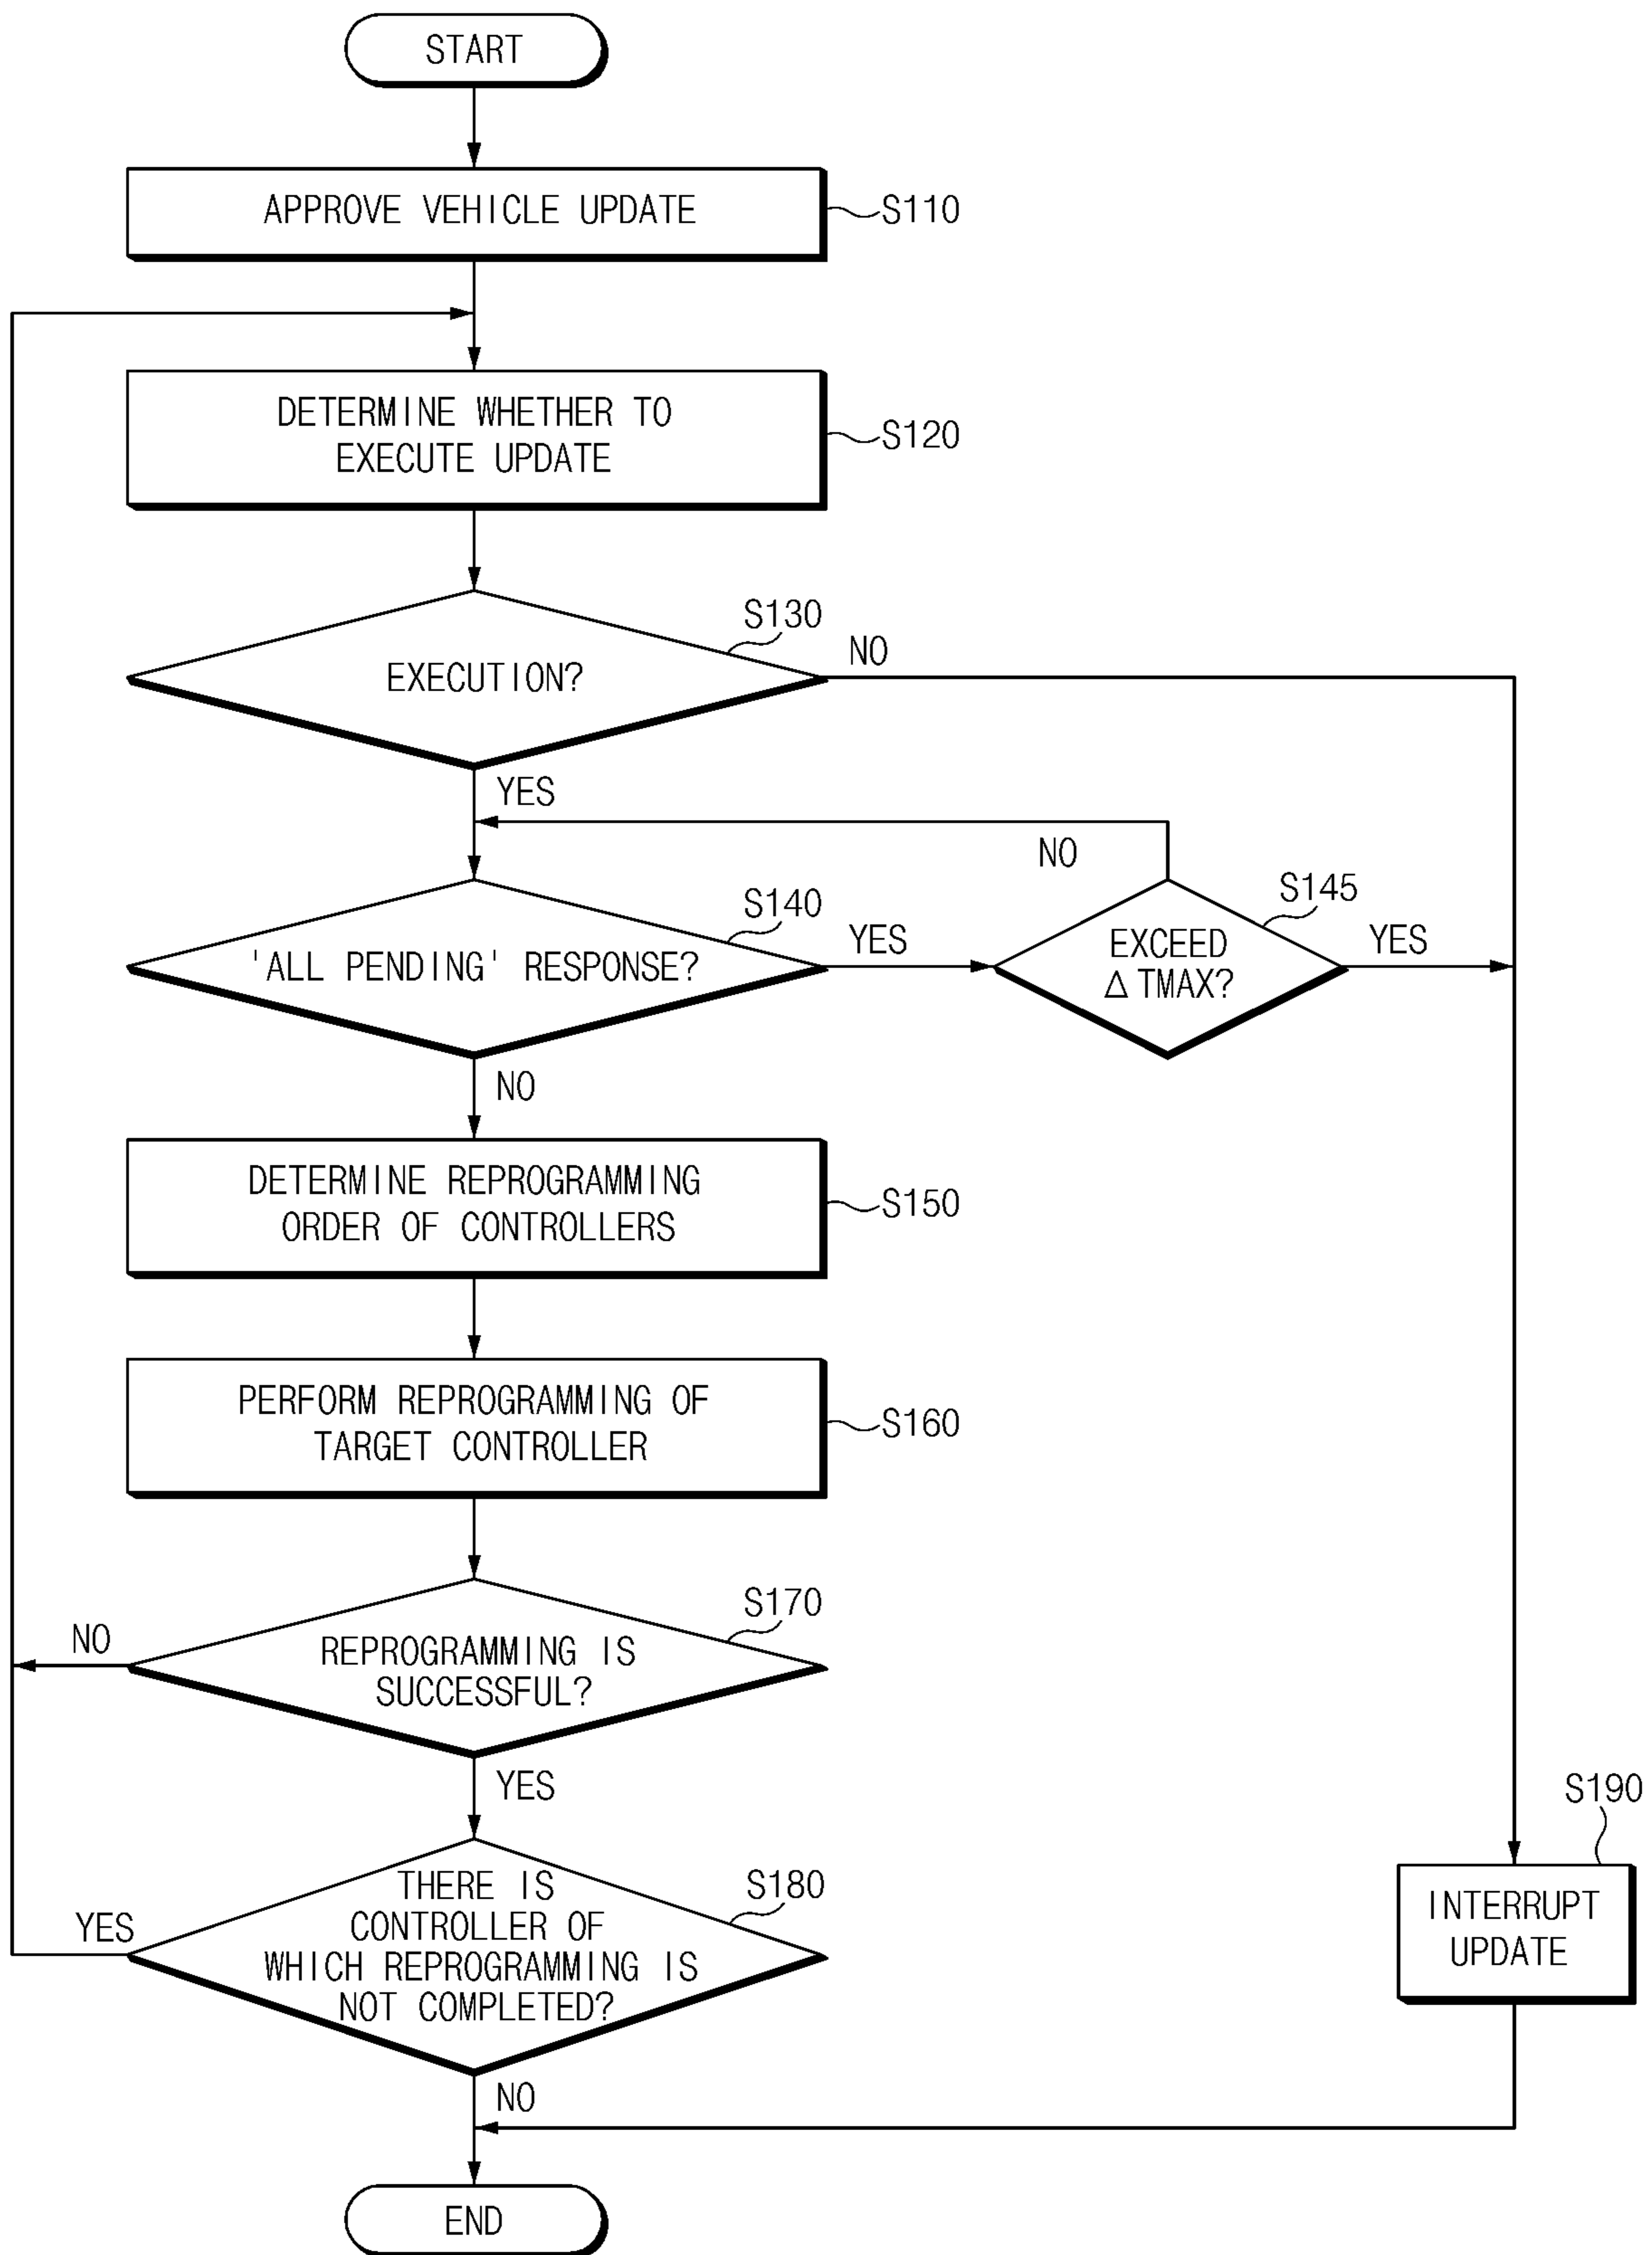 START
APPROVE VEHICLE UPDATE
S110
DETERMINE WHETHER TO
EXECUTE UPDATE
S120
S130
EXECUTION?
NO
YES
NO
S140
'ALL PENDING' RESPONSE?
YES
S145
EXCEED
Δ TMAX?
YES
NO
DETERMINE REPROGRAMMING
ORDER OF CONTROLLERS
S150
PERFORM REPROGRAMMING OF
TARGET CONTROLLER
S160
S170
NO
REPROGRAMMING IS
SUCCESSFUL?
YES
S180
YES
THERE IS
CONTROLLER OF
WHICH REPROGRAMMING IS
NOT COMPLETED?
S190
INTERRUPT
UPDATE
NO
END